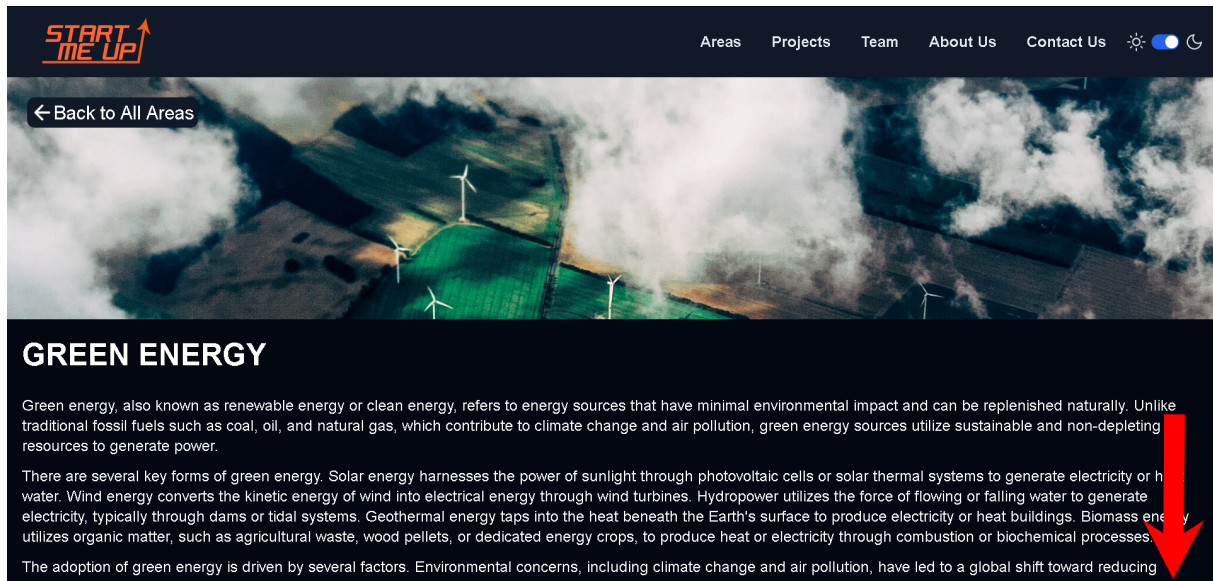 START
ME UP
Areas Projects Team About Us Contact Us
Back to All Areas
GREEN ENERGY
Green energy, also known as renewable energy or clean energy, refers to energy sources that have minimal environmental impact and can be replenished naturally. Unlike
traditional fossil fuels such as coal, oil, and natural gas, which contribute to climate change and air pollution, green energy sources utilize sustainable and non-depleting
resources to generate power.
There are several key forms of green energy. Solar energy harnesses the power of sunlight through photovoltaic cells or solar thermal systems to generate electricity or
water. Wind energy converts the kinetic energy of wind into electrical energy through wind turbines. Hydropower utilizes the force of flowing or falling water to generate
electricity, typically through dams or tidal systems. Geothermal energy taps into the heat beneath the Earth's surface to produce electricity or heat buildings. Biomass energy
utilizes organic matter, such as agricultural waste, wood pellets, or dedicated energy crops, to produce heat or electricity through combustion or biochemical processes.
The adoption of green energy is driven by several factors. Environmental concerns, including climate change and air pollution, have led to a global shift toward reducing